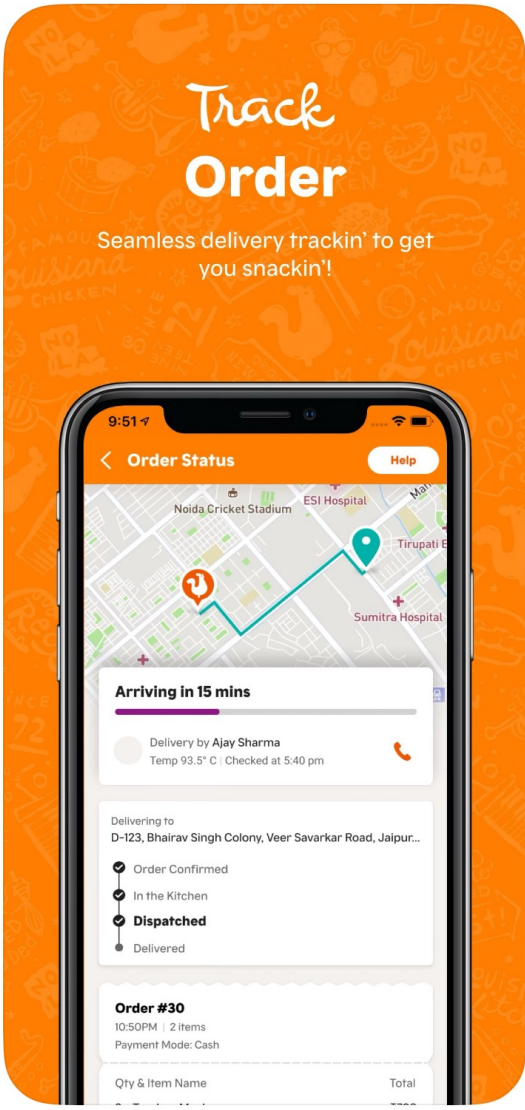 Track
Order
Seamless delivery trackin’ to get
you snackin’!
9:51
Order Status
Help
Noida Cricket Stadium
ESI Hospital
Tirupati E
Sumitra Hospital
Arriving in 15 mins
Delivery by Ajay Sharma
Temp 93.5° C | Checked at 5:40 pm
Delivering to
D-123, Bhairav Singh Colony, Veer Savarkar Road, Jaipur...
Order Confirmed
In the Kitchen
Dispatched
Delivered
Order #30
10:50PM | 2 items
Payment Mode: Cash
Qty & Item Name
Total